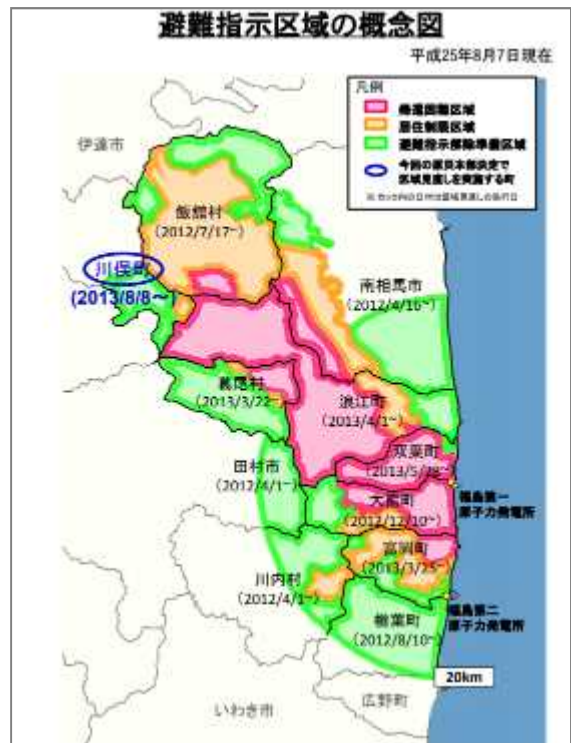 避難指示区域の概念図
平成25年8月7日現在
凡例
帰還困難区域
居住制限区域
避難指示解除準備区域
今回の原災本部決定で
区域見直しを実施する町
伊達市
飯館村
(2012/7/17~)
川俣町
(2013/8/8~)
南相馬市
(2012/4/16~)
葛尾村
(2013/3/22~)
浪江町
(2013/4/1~)
田村市
(2012/4/1~)
双葉町
(2013/5/28~)
大熊町
(2012/12/10~)
福島第一
原子力発電所
富岡町
(2013/3/25~)
川内村
(2012/4/1~)
楢葉町
(2012/8/10~)
福島第二
原子力発電所
20km
広野町
いわき市